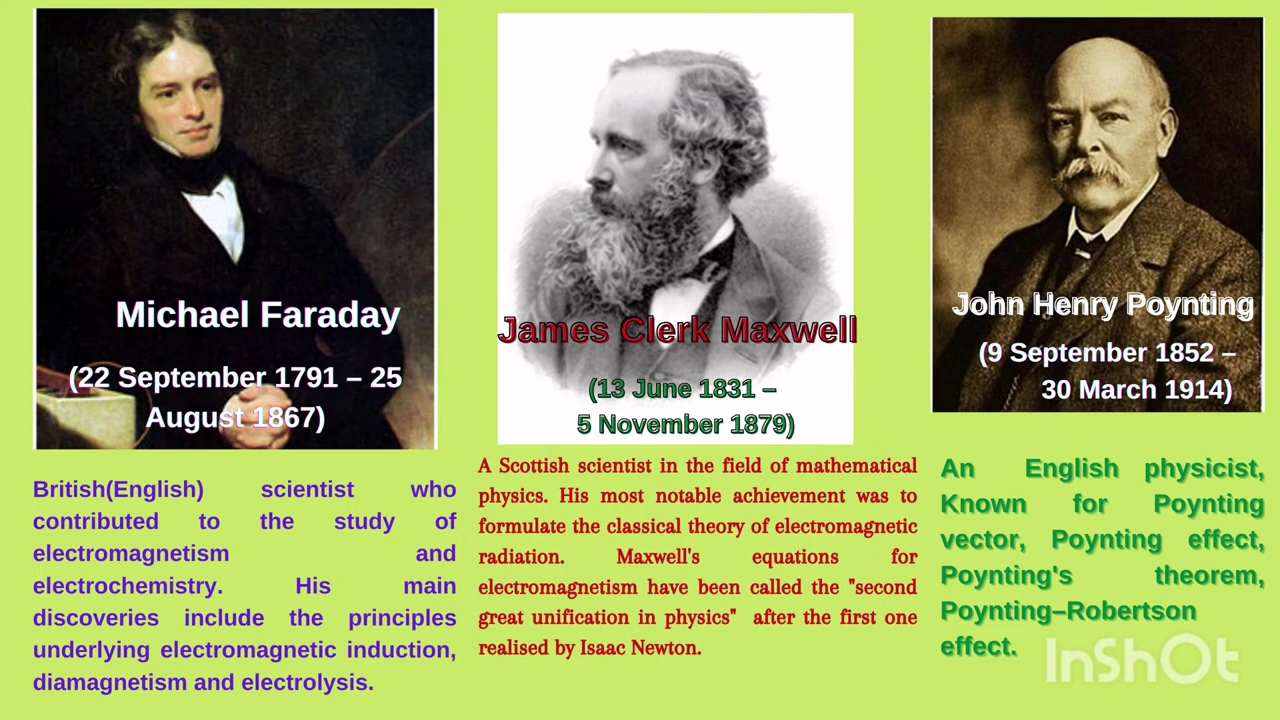 Michael Faraday
(22 September 1791 – 25
August 1867)
British(English) scientist who
contributed to the study of
electromagnetism and
electrochemistry. His main
discoveries include the principles
underlying electromagnetic induction,
diamagnetism and electrolysis.
James Clerk Maxwell
(13 June 1831 –
5 November 1879)
A Scottish scientist in the field of mathematical
physics. His most notable achievement was to
formulate the classical theory of electromagnetic
radiation. Maxwell's equations for
electromagnetism have been called the "second
great unification in physics" after the first one
realised by Isaac Newton.
John Henry Poynting
(9 September 1852 –
30 March 1914)
An English physicist,
Known for Poynting
vector, Poynting effect,
Poynting's theorem,
Poynting–Robertson
effect.
InShOt